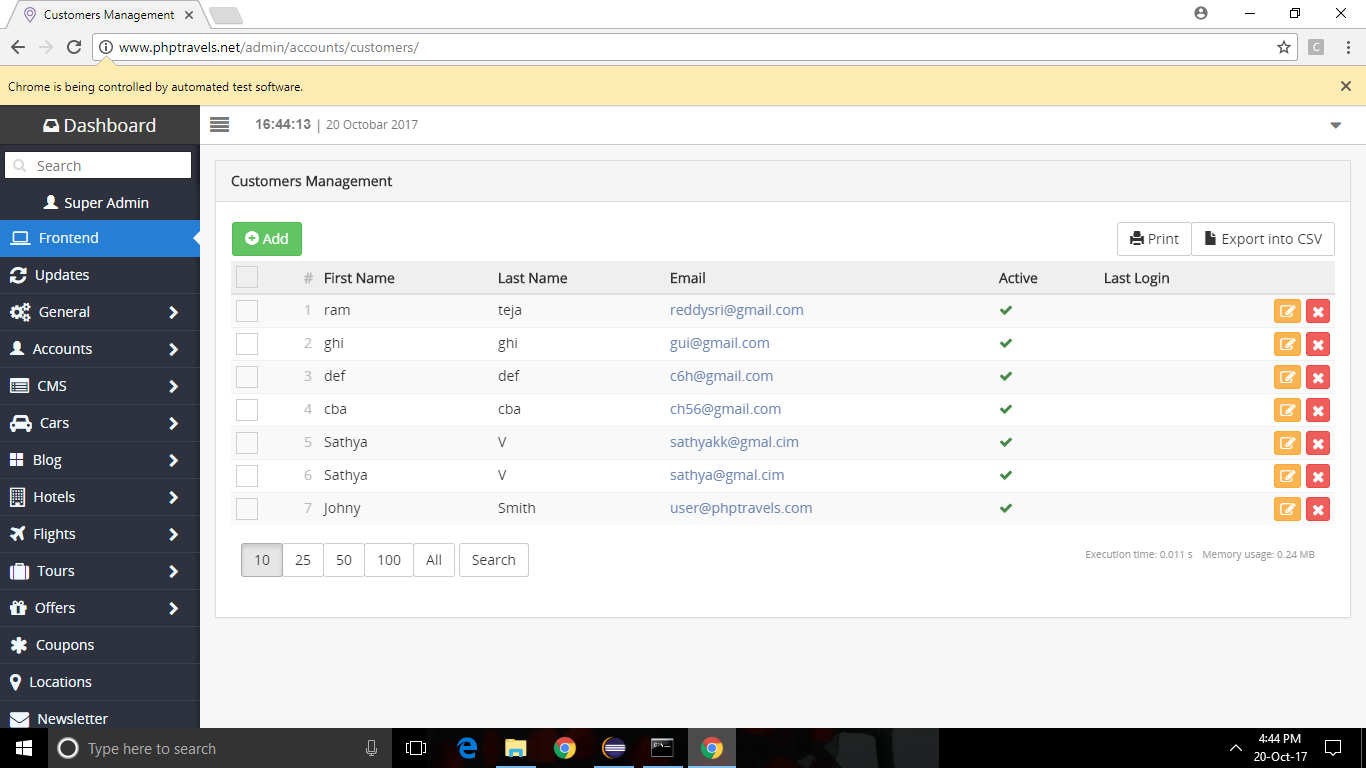 Customers Management
www.phptravels.net/admin/accounts/customers/
C
Chrome is being controlled by automated test software.
Dashboard
16:44:13 | 20 Octobar 2017
Search
Super Admin
Frontend
Updates
General
Accounts
CMS
Cars
Blog
Hotels
Flights
Tours
Offers
Coupons
Locations
Newsletter
Customers Management
Add
Print Export into CSV
# First Name Last Name Email Active Last Login
1 ram teja reddysri@gmail.com
2 ghi ghi gui@gmail.com
3 def def c6h@gmail.com
4 cba cba ch56@gmail.com
5 Sathya V sathyakk@gmal.cim
6 Sathya V sathya@gmal.cim
7 Johny Smith user@phptravels.com
10 25 50 100 All Search
Execution time: 0.011 s Memory usage: 0.24 MB
Type here to search
4:44 PM
20-Oct-17